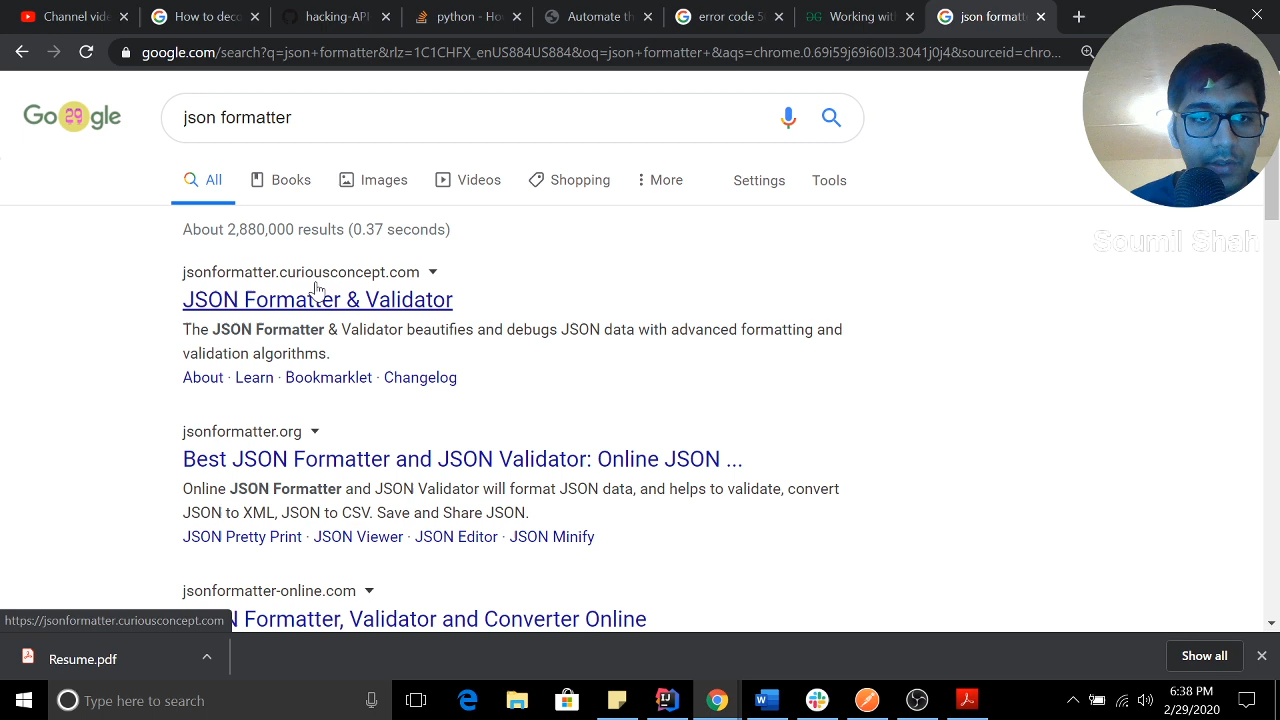 Channel vide
How to deco
hacking-API
python - Ho
Automate th
error code 5
Working wit
json formatt
google.com/search?q=json+formatter&rlz=1C1CHFX_enUS884US884&oq=json+formatter+&aqs=chrome.0.69i59j69i60l3.3041j0j4&sourceid=chro...
Go29gle
json formatter
All
Books
Images
Videos
Shopping
More
Settings
Tools
About 2,880,000 results (0.37 seconds)
Soumil Shah
jsonformatter.curiousconcept.com
JSON Formatter & Validator
The JSON Formatter & Validator beautifies and debugs JSON data with advanced formatting and
validation algorithms.
About · Learn · Bookmarklet · Changelog
jsonformatter.org
Best JSON Formatter and JSON Validator: Online JSON ...
Online JSON Formatter and JSON Validator will format JSON data, and helps to validate, convert
JSON to XML, JSON to CSV. Save and Share JSON.
JSON Pretty Print · JSON Viewer · JSON Editor · JSON Minify
jsonformatter-online.com
N Formatter, Validator and Converter Online
https://jsonformatter.curiousconcept.com
Resume.pdf
Show all
Type here to search
6:38 PM
2/29/2020